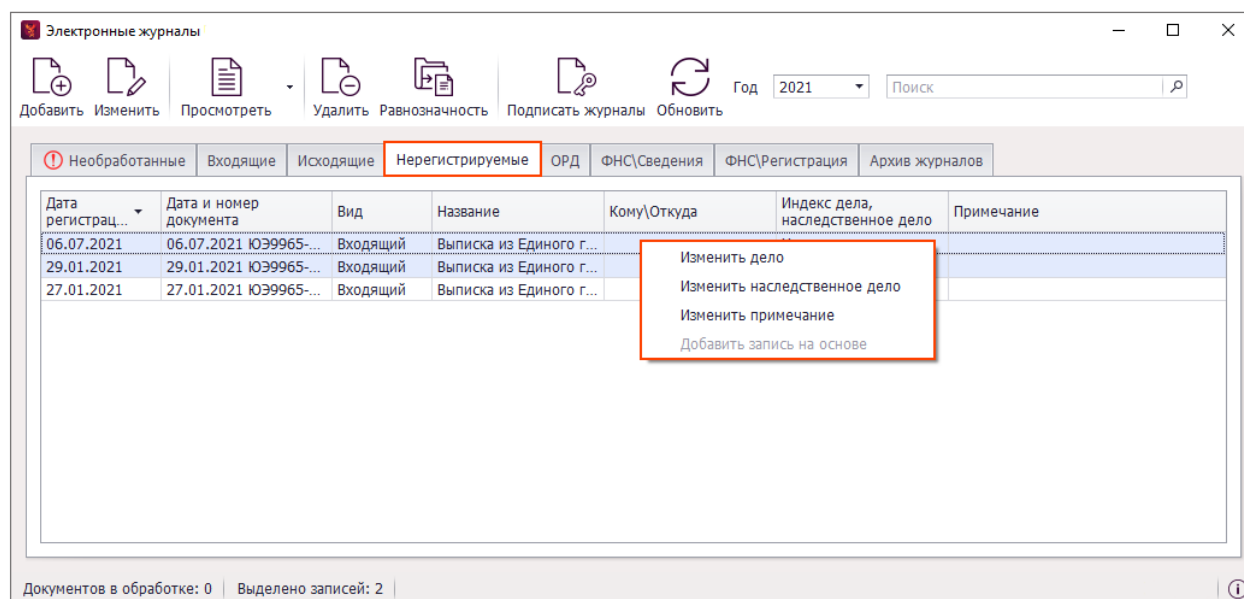 Электронные журналы
Добавить Изменить Просмотреть Удалить Равнозначность Подписать журналы Обновить Год 2021 Поиск
Необработанные Входящие Исходящие Нерегистрируемые ОРД ФНС\Сведения ФНС\Регистрация Архив журналов
Дата регистрац... Дата и номер документа Вид Название Кому\Откуда Индекс дела, наследственное дело Примечание
06.07.2021 06.07.2021 ЮЭ9965-... Входящий Выписка из Единого г...
29.01.2021 29.01.2021 ЮЭ9965-... Входящий Выписка из Единого г...
27.01.2021 27.01.2021 ЮЭ9965-... Входящий Выписка из Единого г...
Изменить дело
Изменить наследственное дело
Изменить примечание
Добавить запись на основе
Документов в обработке: 0 Выделено записей: 2